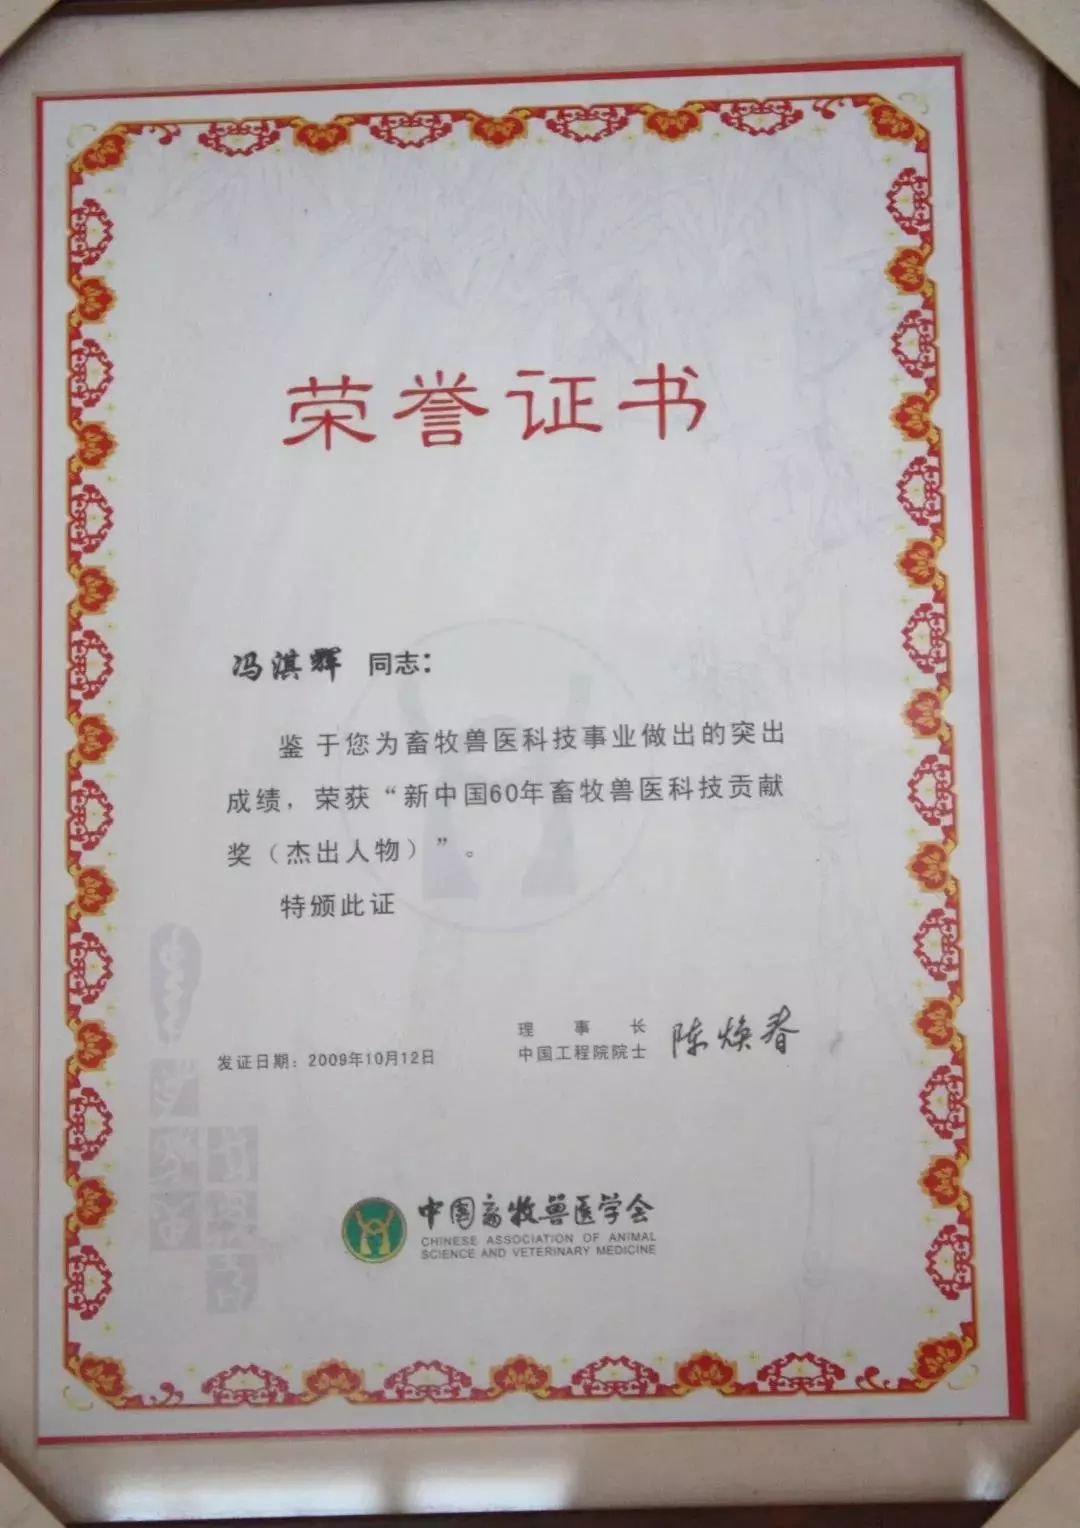 荣誉证书
冯淇辉 同志：
鉴于您为畜牧兽医科技事业做出的突出
成绩，荣获“新中国60年畜牧兽医科技贡献
奖（杰出人物）”。
特颁此证
理事长
中国工程院院士 陈焕春
发证日期：2009年10月12日
中国畜牧兽医学会
CHINESE ASSOCIATION OF ANIMAL
SCIENCE AND VETERINARY MEDICINE